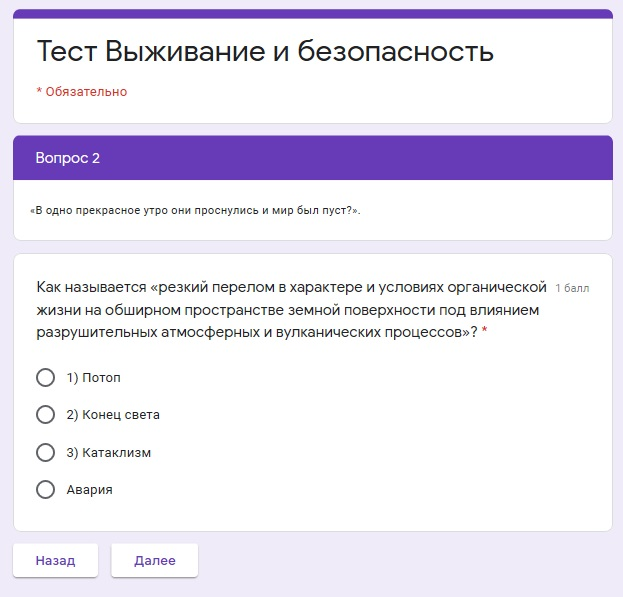 Тест Выживание и безопасность
* Обязательно
Вопрос 2
«В одно прекрасное утро они проснулись и мир был пуст?».
Как называется «резкий перелом в характере и условиях органической
1 балл
жизни на обширном пространстве земной поверхности под влиянием
разрушительных атмосферных и вулканических процессов»? *
1) Потоп
2) Конец света
3) Катаклизм
Авария
Назад
Далее